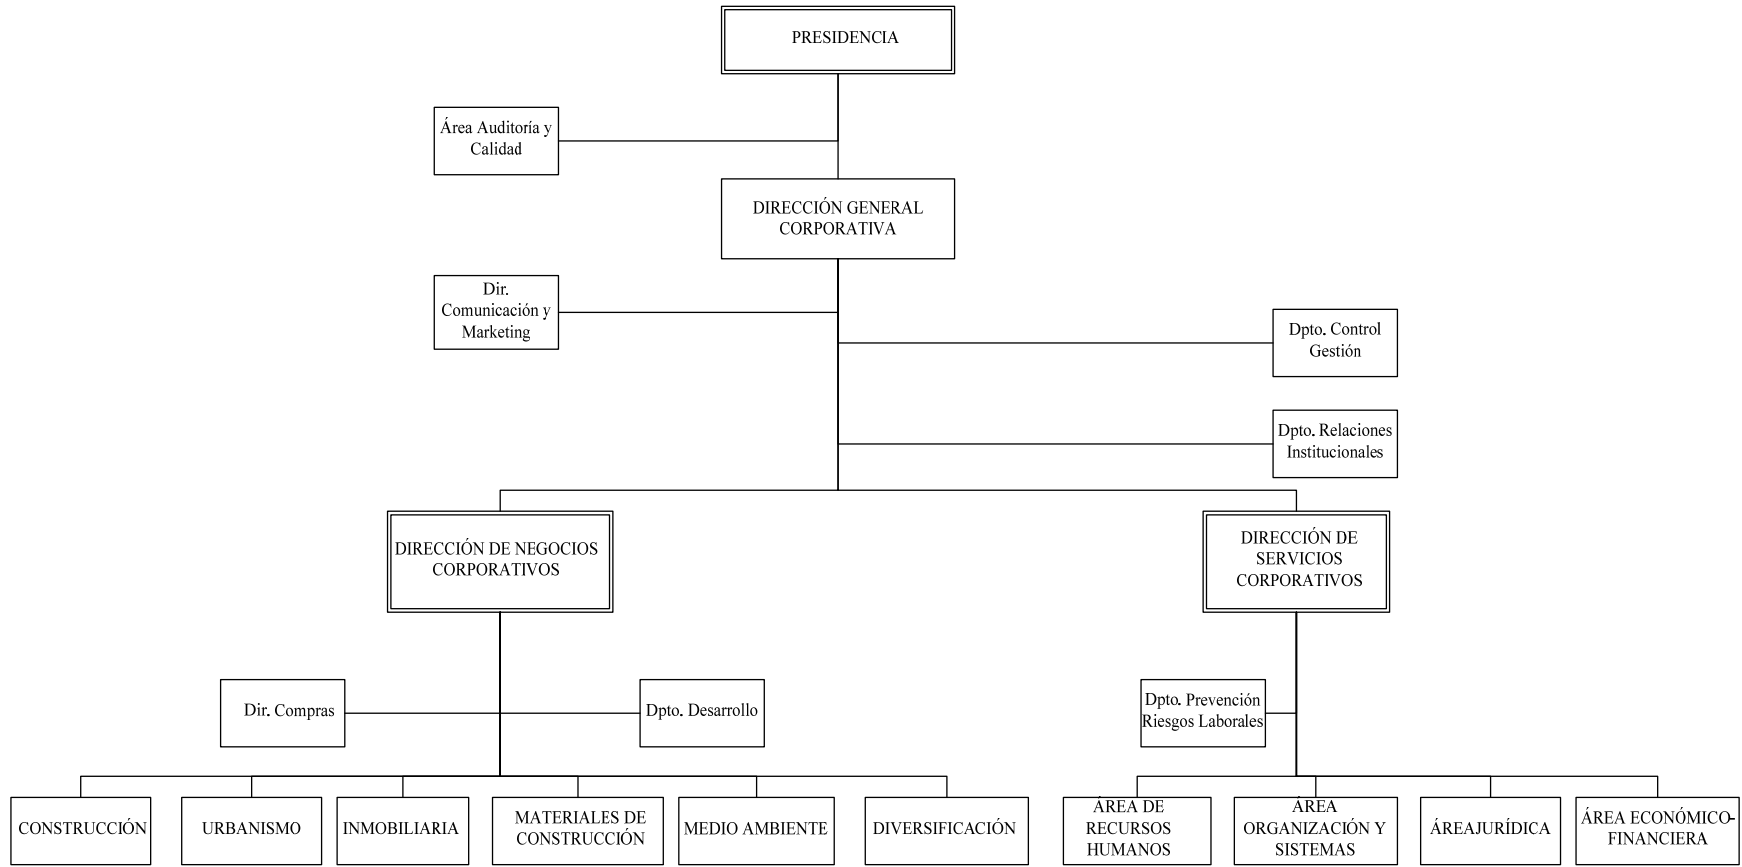 PRESIDENCIA
Área Auditoría y
Calidad
DIRECCIÓN GENERAL
CORPORATIVA
Dir.
Comunicación y
Marketing
Dpto. Control
Gestión
Dpto. Relaciones
Institucionales
DIRECCIÓN DE NEGOCIOS
CORPORATIVOS
DIRECCIÓN DE
SERVICIOS
CORPORATIVOS
Dir. Compras
Dpto. Desarrollo
Dpto. Prevención
Riesgos Laborales
CONSTRUCCIÓN
URBANISMO
INMOBILIARIA
MATERIALES DE
CONSTRUCCIÓN
MEDIO AMBIENTE
DIVERSIFICACIÓN
ÁREA DE
RECURSOS
HUMANOS
ÁREA
ORGANIZACIÓN Y
SISTEMAS
ÁREAJURÍDICA
ÁREA ECONÓMICO-
FINANCIERA